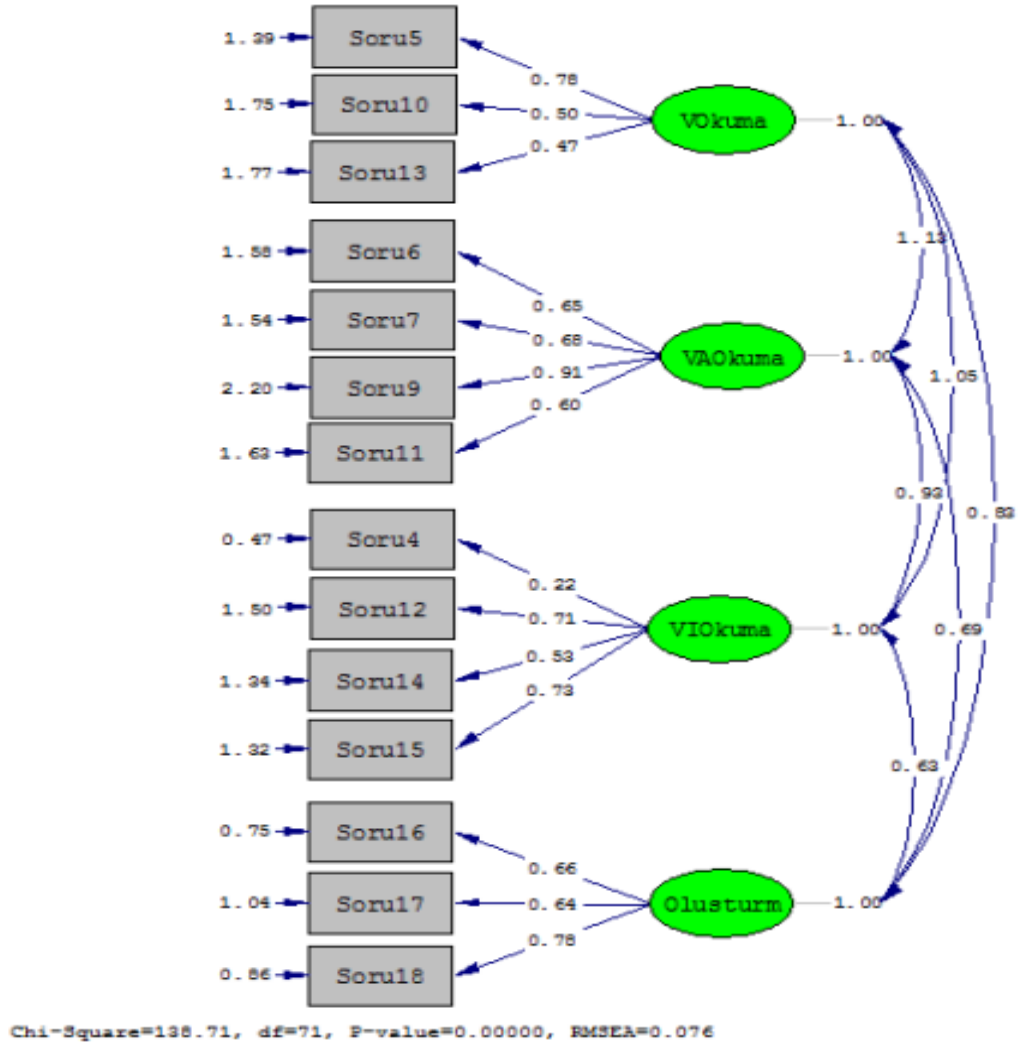 1.39 Soru5
0.78
1.75 Soru10 0.50 VOkuma 1.00
0.47
1.77 Soru13
1.13
1.58 Soru6
0.65
1.54 Soru7
0.68 VAOkuma 1.00
0.91 1.05
2.20 Soru9
0.60
1.63 Soru11
0.93
0.83
0.47 Soru4
0.22
1.50 Soru12
0.71 VIOkuma 1.00 0.69
0.53
1.34 Soru14
0.73
1.32 Soru15
0.63
0.75 Soru16
0.66
1.04 Soru17 0.64 Olusturm 1.00
0.78
0.86 Soru18
Chi-Square=138.71, df=71, P-value=0.00000, RMSEA=0.076